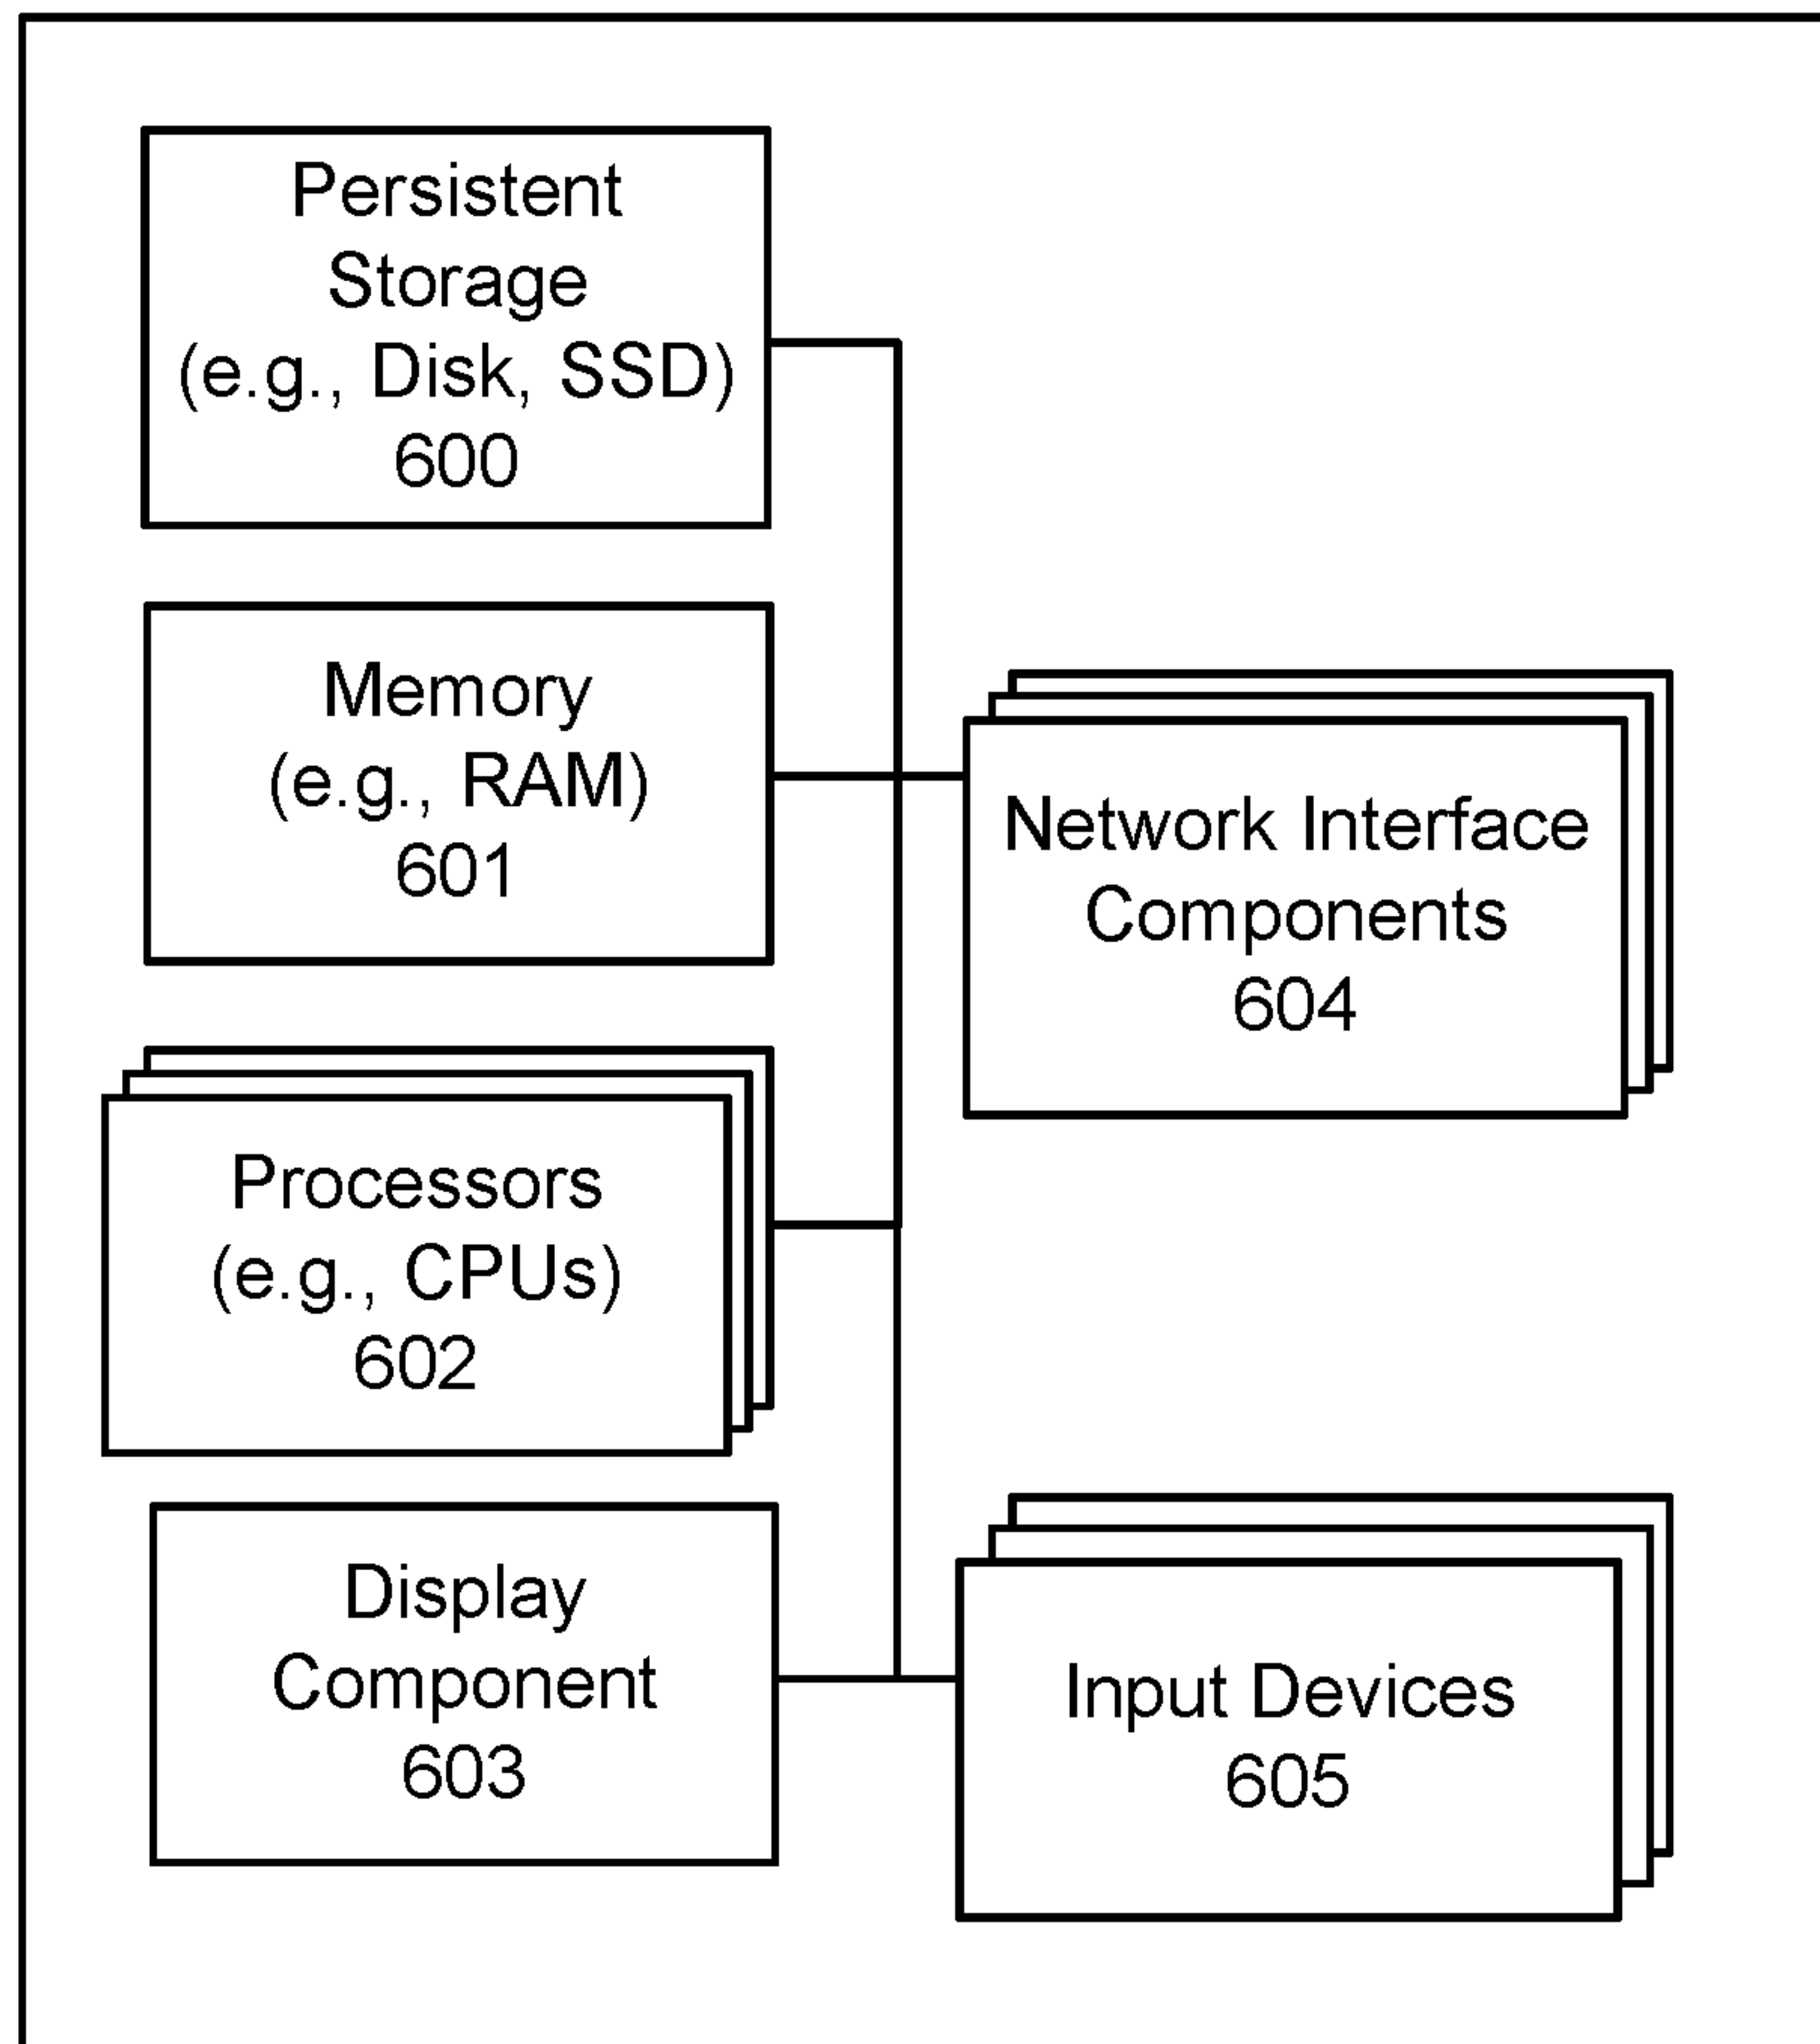 Persistent
Storage
(e.g., Disk, SSD)
600
Memory
(e.g., RAM)
601
Network Interface
Components
604
Processors
(e.g., CPUs)
602
Display
Component
603
Input Devices
605